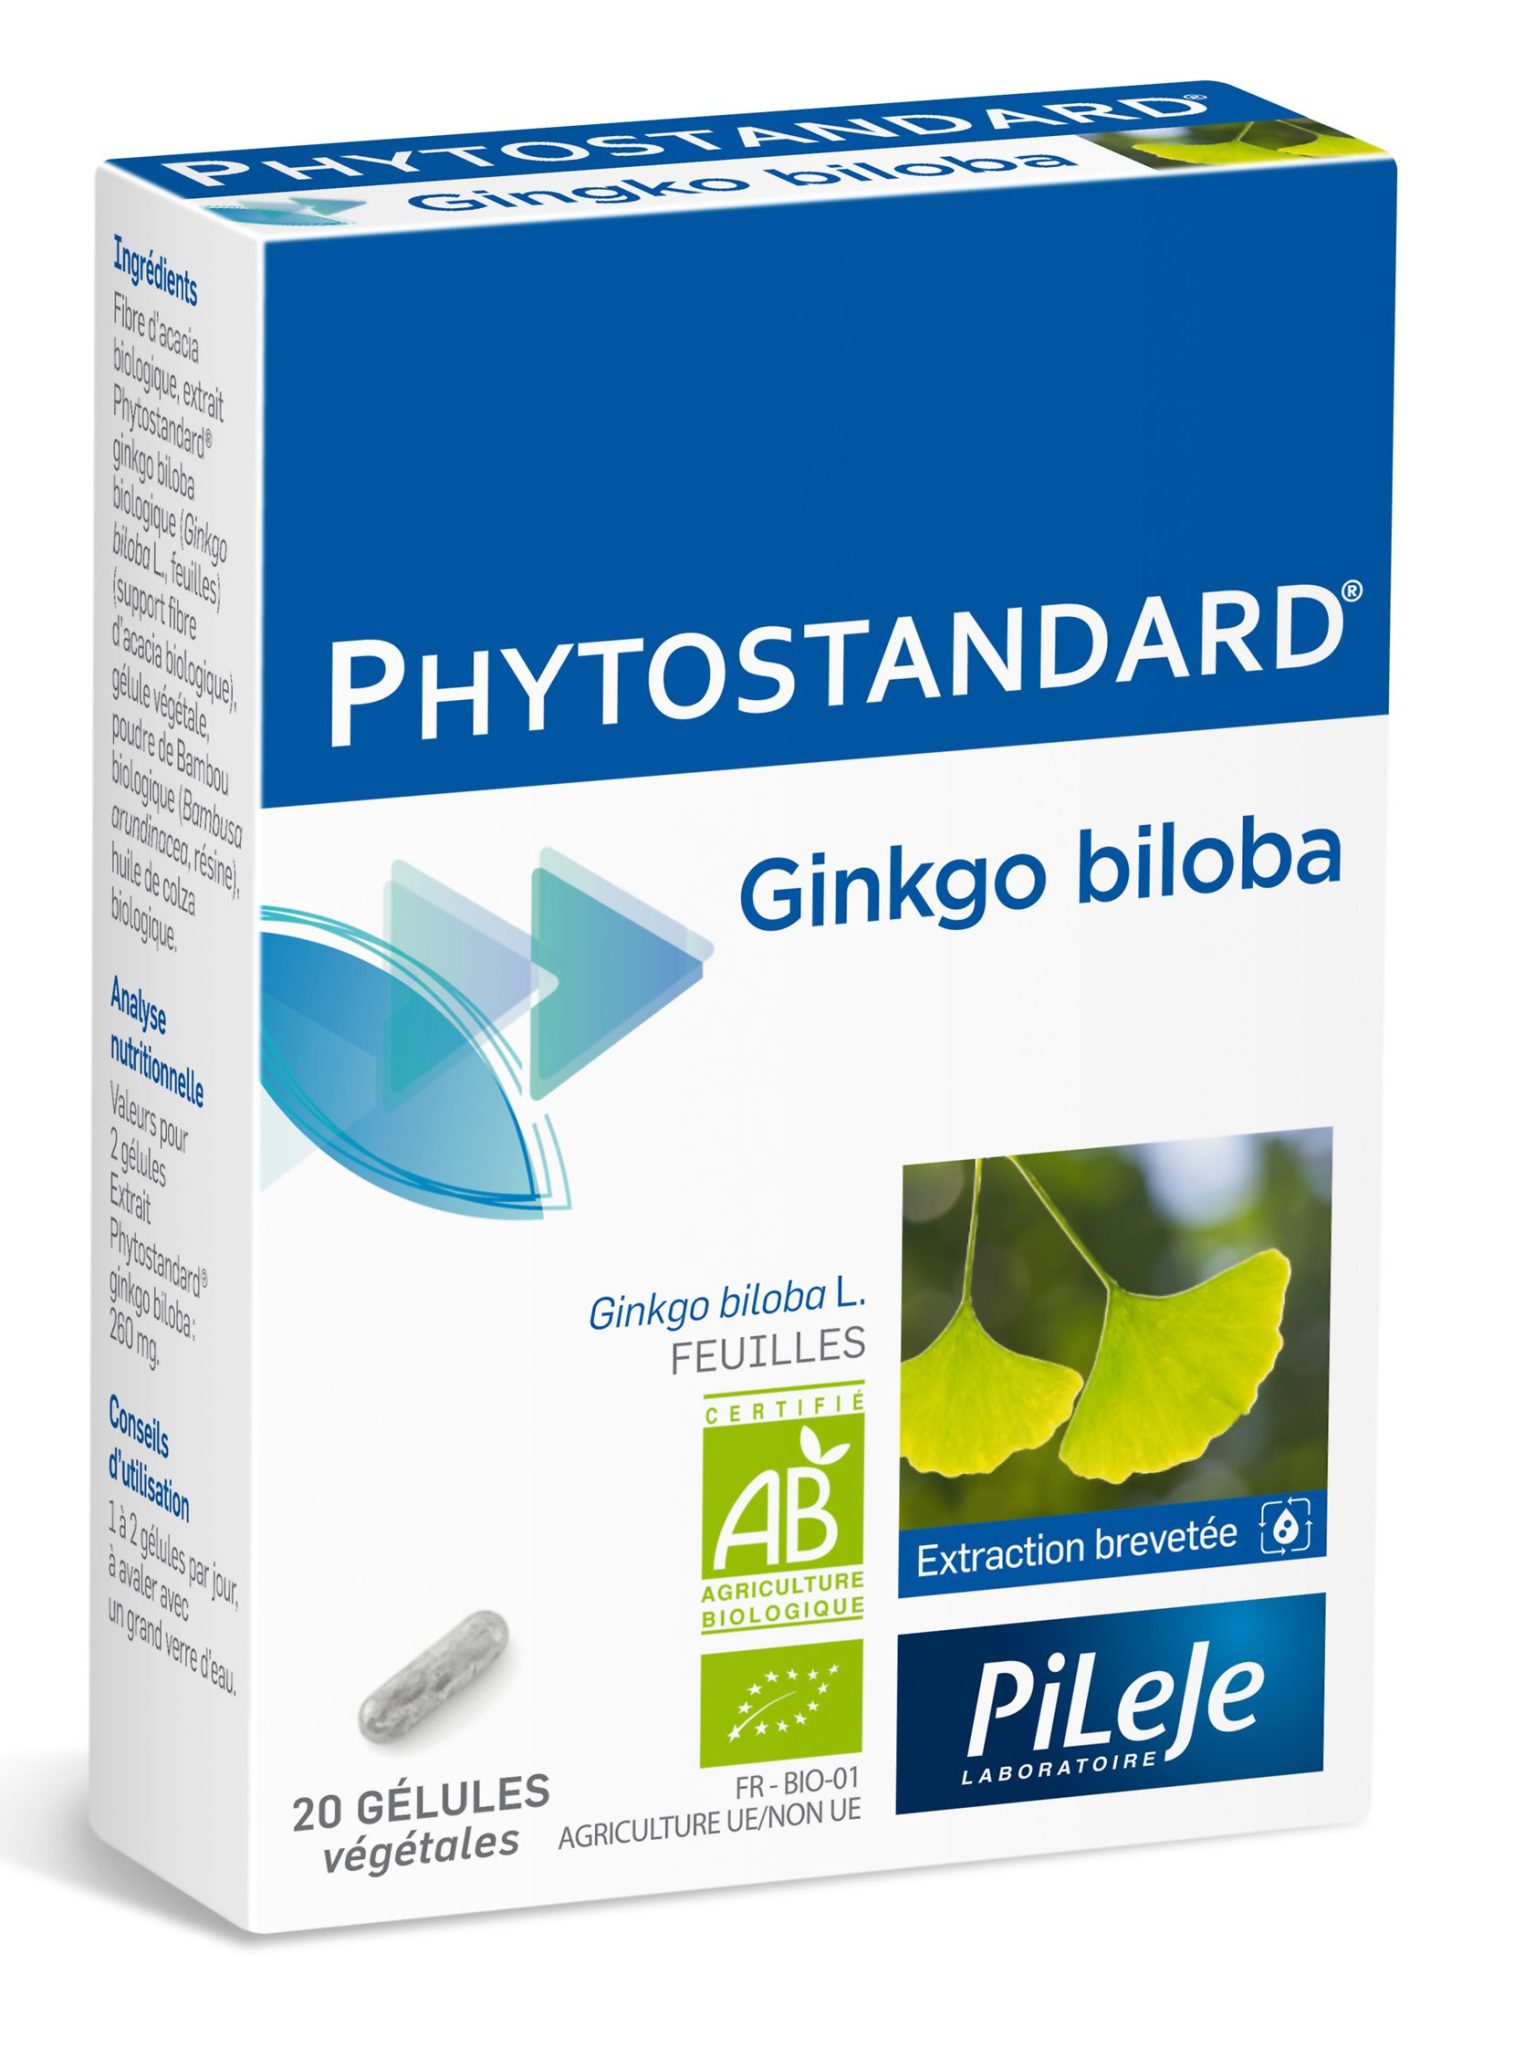 PHYTOSTANDARD®
Gingko biloba
Ingrédients
Fibre d'acacia
biologique, extrait
Phytostandard®
ginkgo biloba
biologique (Ginkgo
biloba L., feuilles)
(support fibre
d'acacia biologique),
gélule végétale,
poudre de Bambou
biologique (Bambusa
arundinacea, résine),
huile de colza
biologique.
Analyse
nutritionnelle
Valeurs pour
2 gélules
Extrait
Phytostandard®
ginkgo biloba:
260 mg.
Conseils
d'utilisation
1 à 2 gélules par jour,
à avaler avec
un grand verre d'eau.
PHYTOSTANDARD®
Ginkgo biloba
Ginkgo biloba L.
FEUILLES
CERTIFIÉ
AB
AGRICULTURE
BIOLOGIQUE
FR - BIO-01
AGRICULTURE UE/NON UE
20 GÉLULES
végétales
Extraction brevetée
PiLeJe
LABORATOIRE